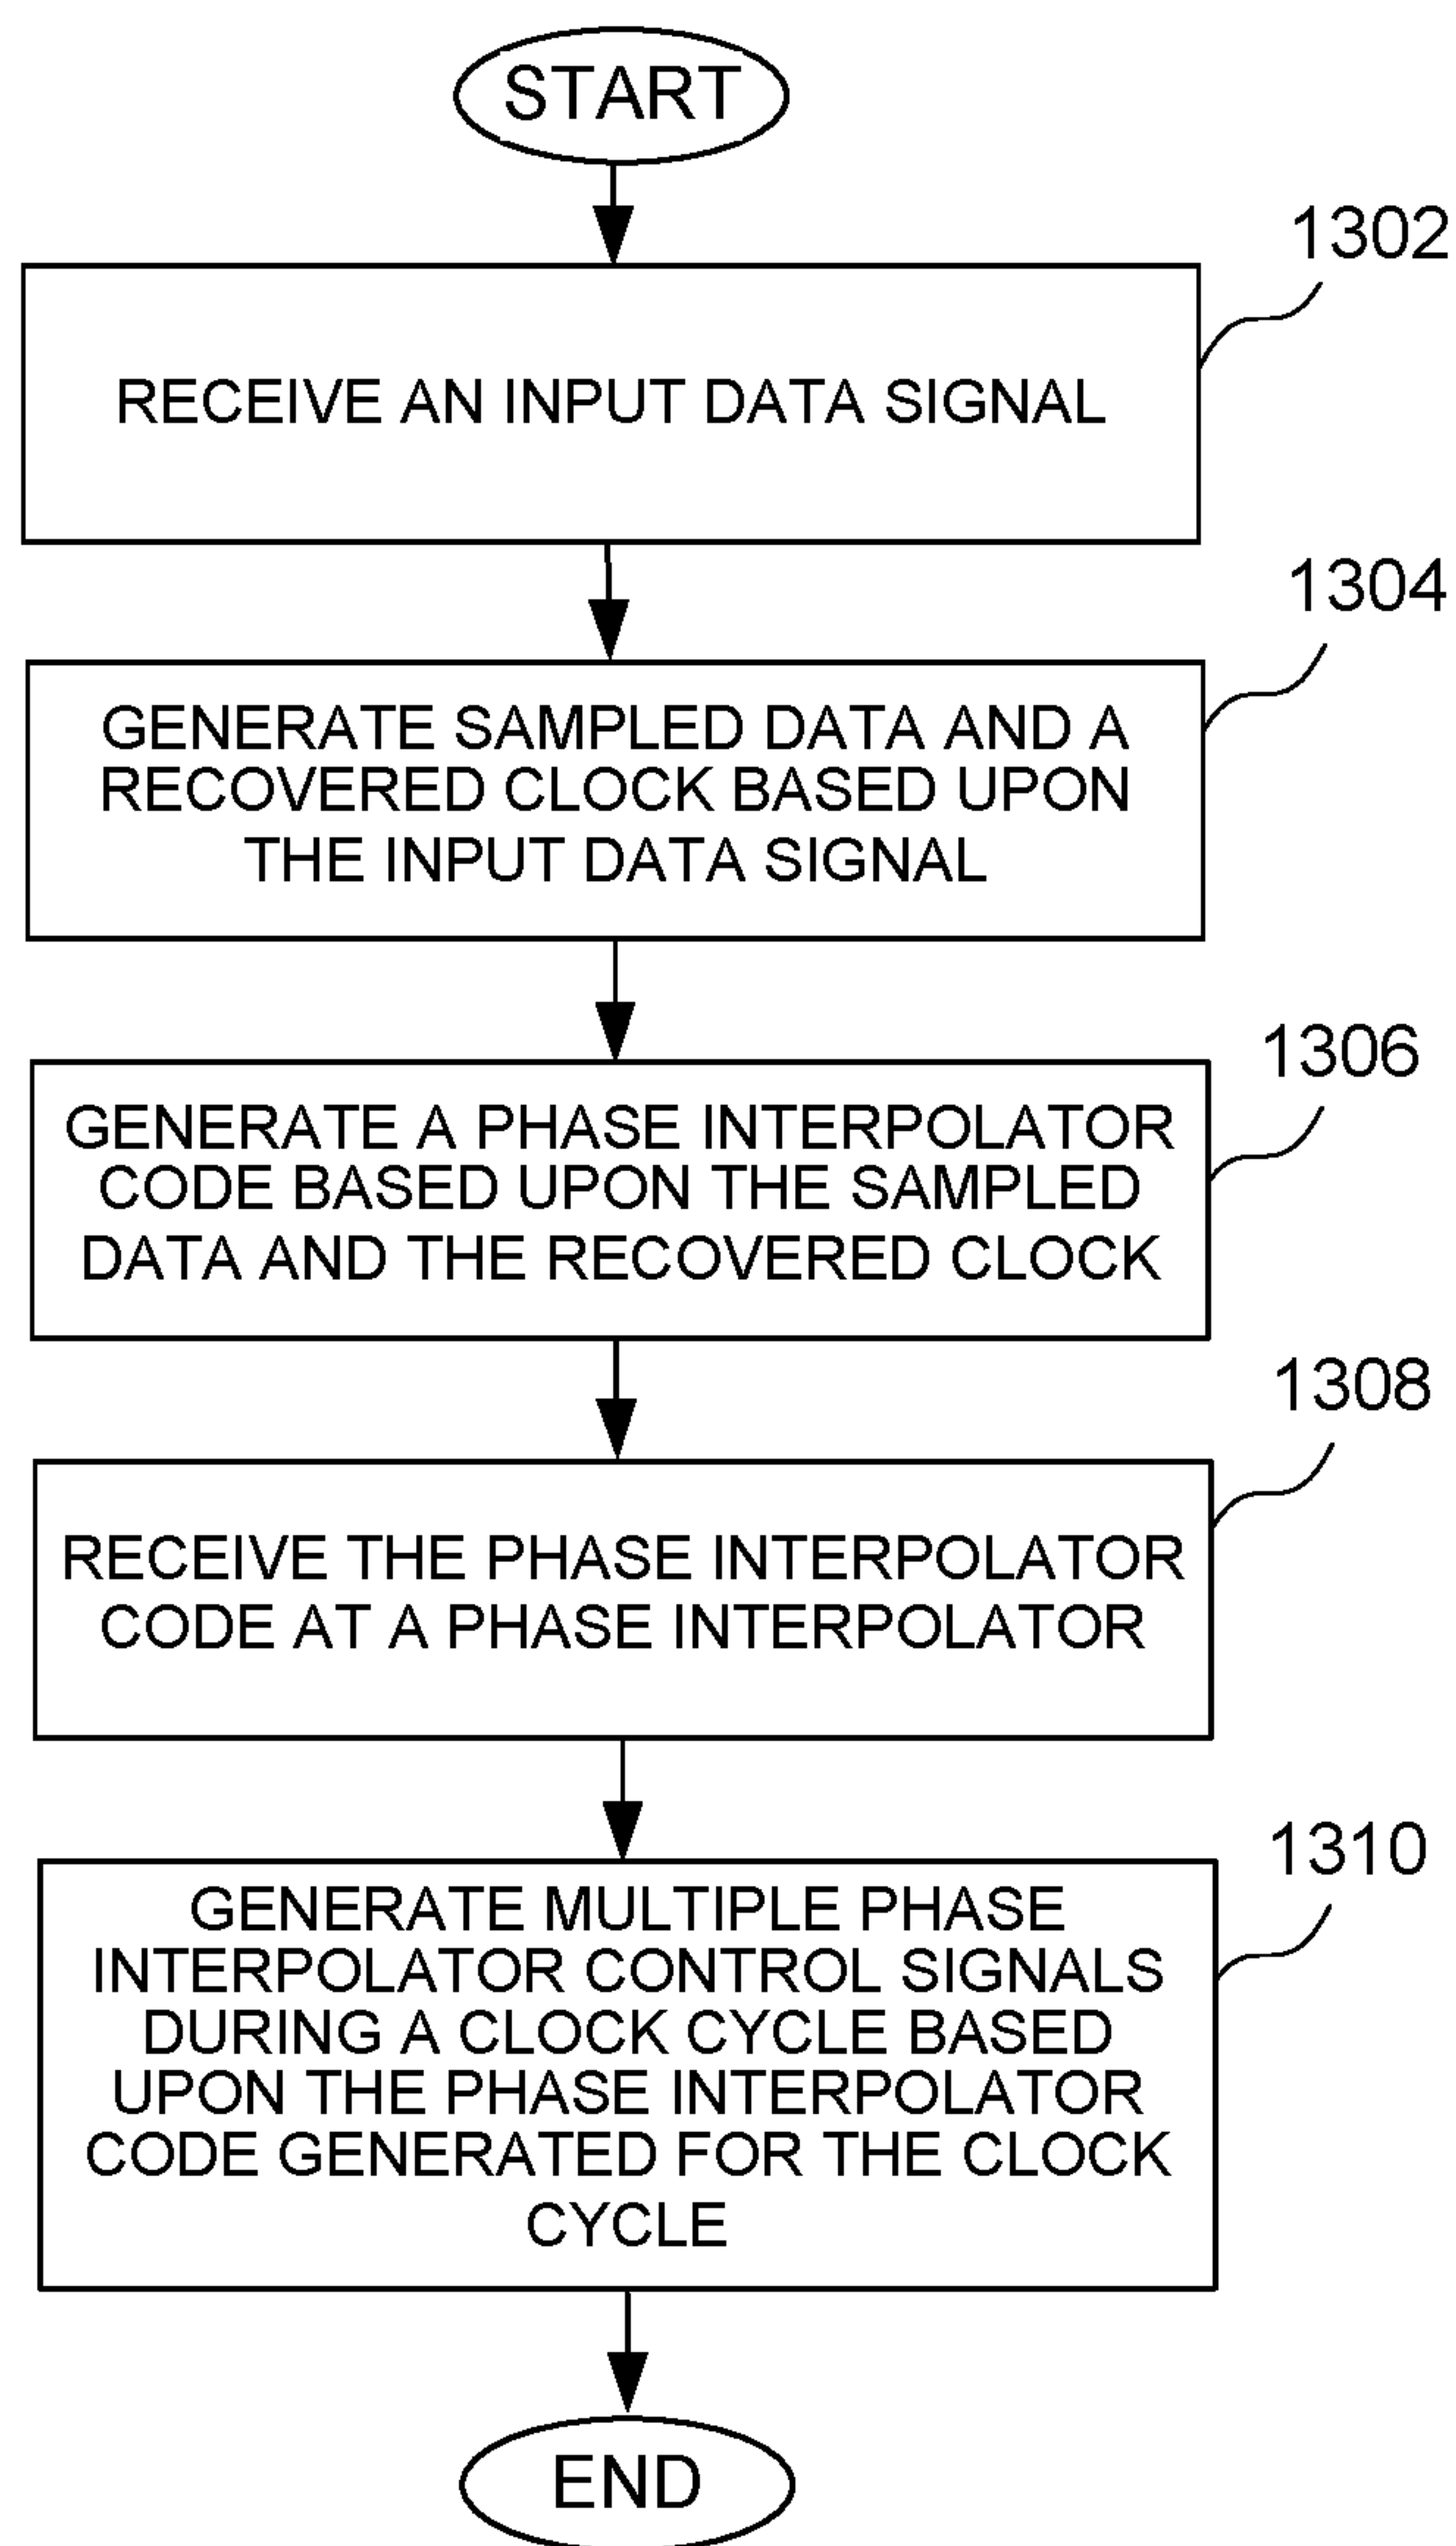 START
1302
RECEIVE AN INPUT DATA SIGNAL
1304
GENERATE SAMPLED DATA AND A
RECOVERED CLOCK BASED UPON
THE INPUT DATA SIGNAL
1306
GENERATE A PHASE INTERPOLATOR
CODE BASED UPON THE SAMPLED
DATA AND THE RECOVERED CLOCK
1308
RECEIVE THE PHASE INTERPOLATOR
CODE AT A PHASE INTERPOLATOR
1310
GENERATE MULTIPLE PHASE
INTERPOLATOR CONTROL SIGNALS
DURING A CLOCK CYCLE BASED
UPON THE PHASE INTERPOLATOR
CODE GENERATED FOR THE CLOCK
CYCLE
END